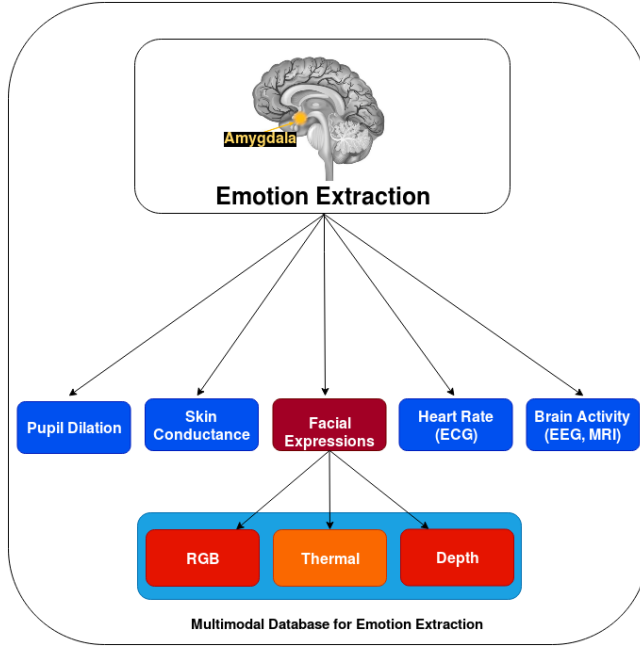 Amygdala
Emotion Extraction
Pupil Dilation
Skin
Conductance
Facial
Expressions
Heart Rate
(ECG)
Brain Activity
(EEG, MRI)
RGB
Thermal
Depth
Multimodal Database for Emotion Extraction